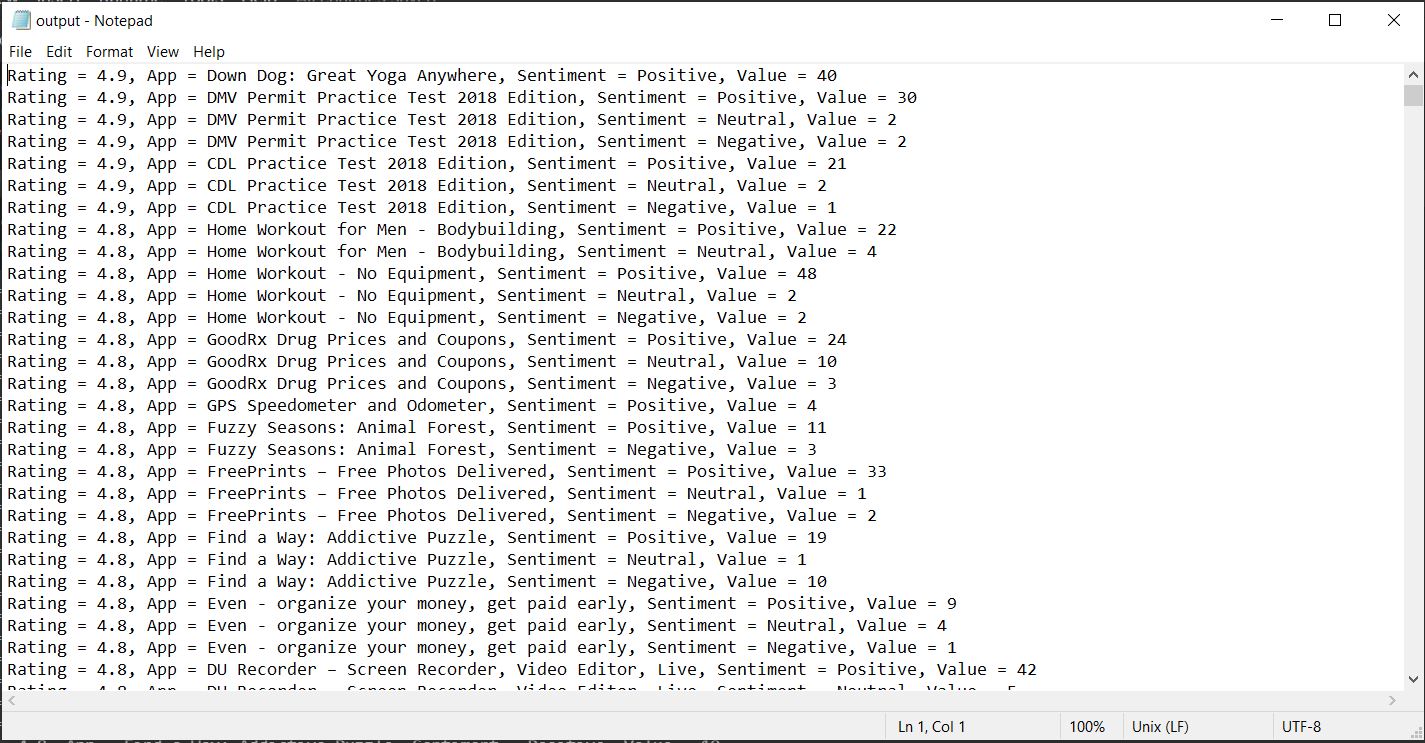 output - Notepad
File Edit Format View Help
Rating = 4.9, App = Down Dog: Great Yoga Anywhere, Sentiment = Positive, Value = 40
Rating = 4.9, App = DMV Permit Practice Test 2018 Edition, Sentiment = Positive, Value = 30
Rating = 4.9, App = DMV Permit Practice Test 2018 Edition, Sentiment = Neutral, Value = 2
Rating = 4.9, App = DMV Permit Practice Test 2018 Edition, Sentiment = Negative, Value = 2
Rating = 4.9, App = CDL Practice Test 2018 Edition, Sentiment = Positive, Value = 21
Rating = 4.9, App = CDL Practice Test 2018 Edition, Sentiment = Neutral, Value = 2
Rating = 4.9, App = CDL Practice Test 2018 Edition, Sentiment = Negative, Value = 1
Rating = 4.8, App = Home Workout for Men - Bodybuilding, Sentiment = Positive, Value = 22
Rating = 4.8, App = Home Workout for Men - Bodybuilding, Sentiment = Neutral, Value = 4
Rating = 4.8, App = Home Workout - No Equipment, Sentiment = Positive, Value = 48
Rating = 4.8, App = Home Workout - No Equipment, Sentiment = Neutral, Value = 2
Rating = 4.8, App = Home Workout - No Equipment, Sentiment = Negative, Value = 2
Rating = 4.8, App = GoodRx Drug Prices and Coupons, Sentiment = Positive, Value = 24
Rating = 4.8, App = GoodRx Drug Prices and Coupons, Sentiment = Neutral, Value = 10
Rating = 4.8, App = GoodRx Drug Prices and Coupons, Sentiment = Negative, Value = 3
Rating = 4.8, App = GPS Speedometer and Odometer, Sentiment = Positive, Value = 4
Rating = 4.8, App = Fuzzy Seasons: Animal Forest, Sentiment = Positive, Value = 11
Rating = 4.8, App = Fuzzy Seasons: Animal Forest, Sentiment = Negative, Value = 3
Rating = 4.8, App = FreePrints – Free Photos Delivered, Sentiment = Positive, Value = 33
Rating = 4.8, App = FreePrints – Free Photos Delivered, Sentiment = Neutral, Value = 1
Rating = 4.8, App = FreePrints – Free Photos Delivered, Sentiment = Negative, Value = 2
Rating = 4.8, App = Find a Way: Addictive Puzzle, Sentiment = Positive, Value = 19
Rating = 4.8, App = Find a Way: Addictive Puzzle, Sentiment = Neutral, Value = 1
Rating = 4.8, App = Find a Way: Addictive Puzzle, Sentiment = Negative, Value = 10
Rating = 4.8, App = Even - organize your money, get paid early, Sentiment = Positive, Value = 9
Rating = 4.8, App = Even - organize your money, get paid early, Sentiment = Neutral, Value = 4
Rating = 4.8, App = Even - organize your money, get paid early, Sentiment = Negative, Value = 1
Rating = 4.8, App = DU Recorder – Screen Recorder, Video Editor, Live, Sentiment = Positive, Value = 42
Ln 1, Col 1 100% Unix (LF) UTF-8